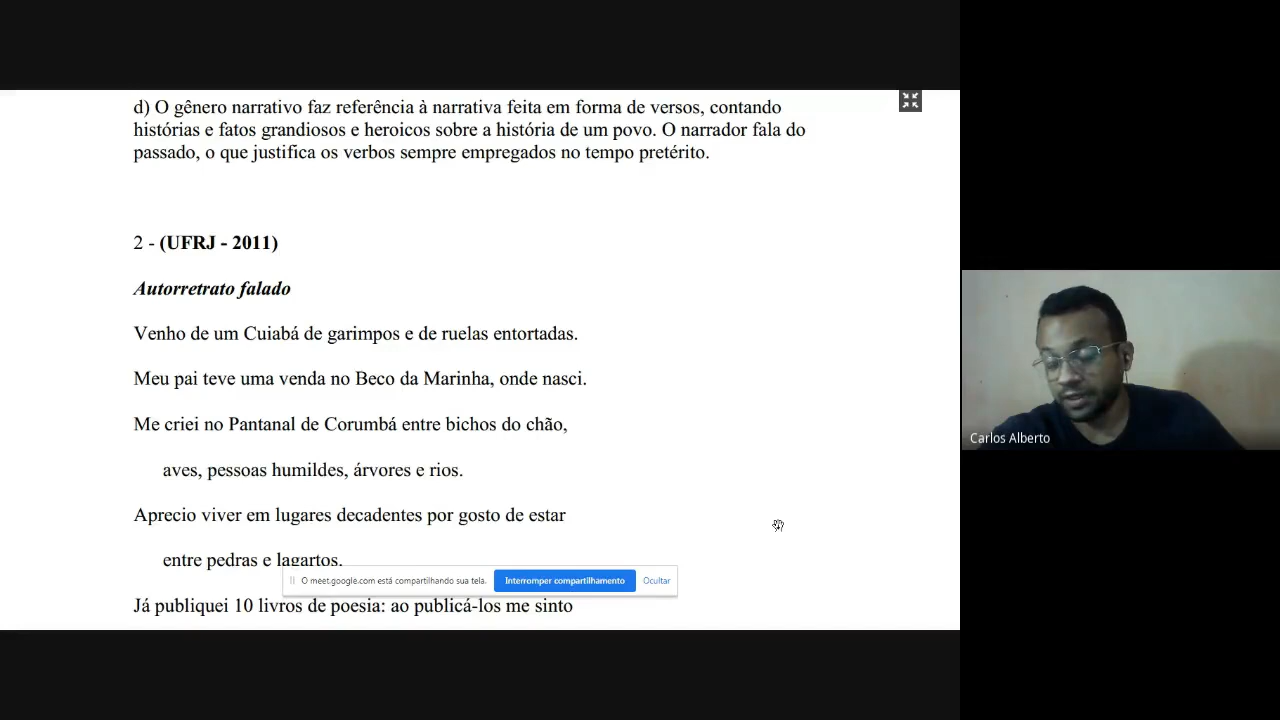 d) O gênero narrativo faz referência à narrativa feita em forma de versos, contando
histórias e fatos grandiosos e heroicos sobre a história de um povo. O narrador fala do
passado, o que justifica os verbos sempre empregados no tempo pretérito.
2 - (UFRJ - 2011)
Autorretrato falado
Venho de um Cuiabá de garimpos e de ruelas entortadas.
Meu pai teve uma venda no Beco da Marinha, onde nasci.
Me criei no Pantanal de Corumbá entre bichos do chão,
aves, pessoas humildes, árvores e rios.
Aprecio viver em lugares decadentes por gosto de estar
entre pedras e lagartos.
O meet.google.com está compartilhando sua tela. Interromper compartilhamento Ocultar
Já publiquei 10 livros de poesia: ao publicá-los me sinto
Carlos Alberto